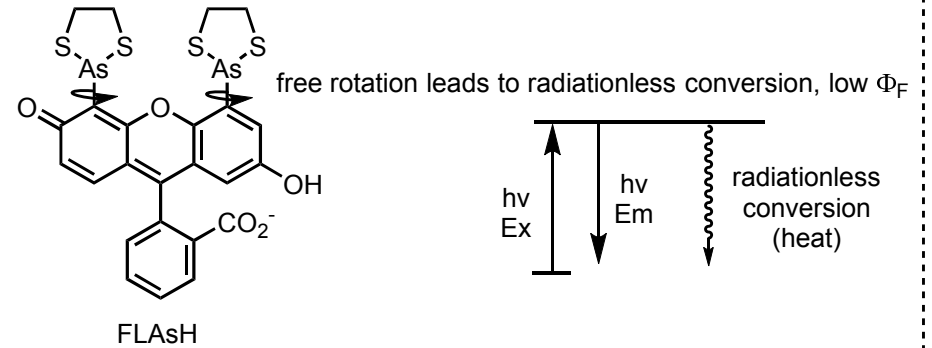 S S S S
As As
free rotation leads to radiationless conversion, low ΦF
O O
OH
CO2-
hv
Ex
hv
Em
radiationless
conversion
(heat)
FLAsH